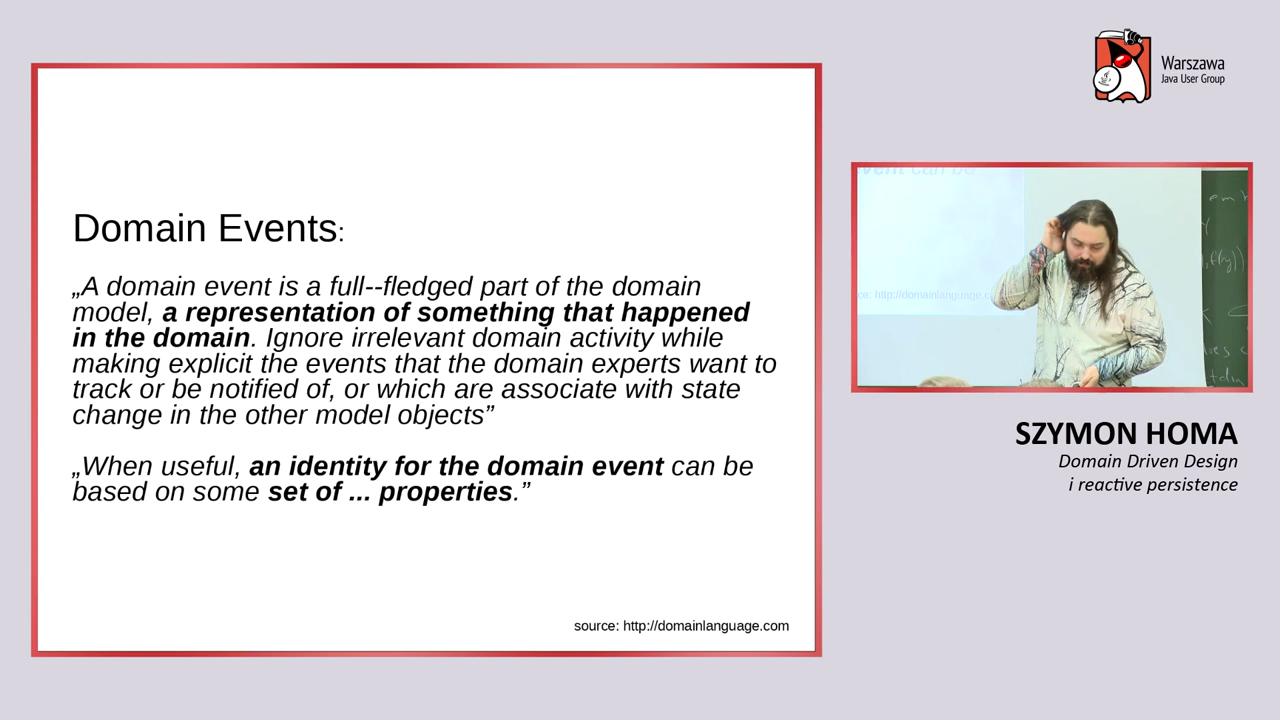 Domain Events:
„A domain event is a full--fledged part of the domain
model, a representation of something that happened
in the domain. Ignore irrelevant domain activity while
making explicit the events that the domain experts want to
track or be notified of, or which are associate with state
change in the other model objects”
„When useful, an identity for the domain event can be
based on some set of ... properties.”
source: http://domainlanguage.com
Warszawa
Java User Group
SZYMON HOMA
Domain Driven Design
i reactive persistence